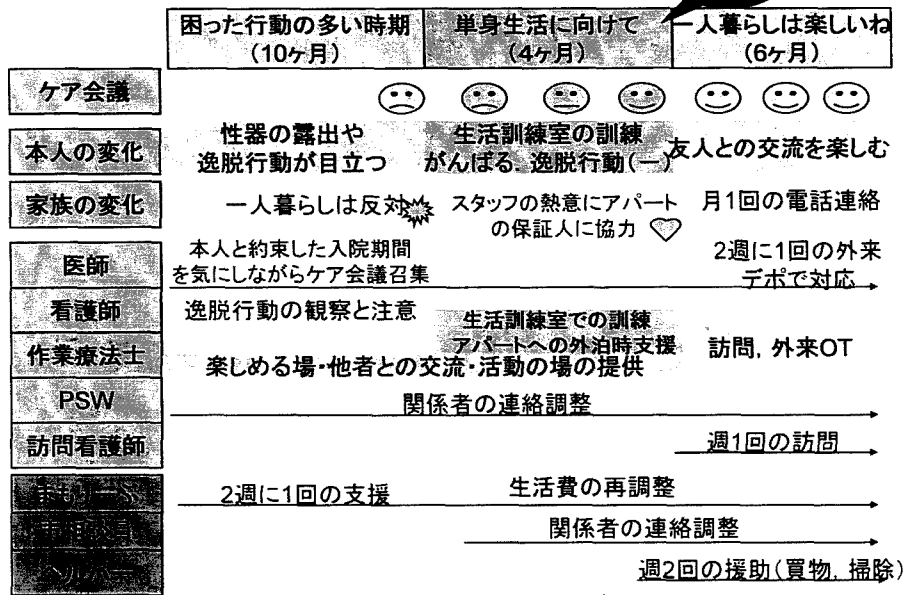 困った行動の多い時期
（10ヶ月）
単身生活に向けて
（4ヶ月）
一人暮らしは楽しいね
（6ヶ月）
ケア会議
本人の変化
性器の露出や
逸脱行動が目立つ
生活訓練室の訓練
がんばる, 逸脱行動(ー)
友人との交流を楽しむ
家族の変化
一人暮らしは反対
スタッフの熱意にアパート
の保証人に協力
月1回の電話連絡
医師
本人と約束した入院期間
を気にしながらケア会議召集
2週に1回の外来
デポで対応
看護師
逸脱行動の観察と注意
生活訓練室での訓練
アパートへの外泊時支援
作業療法士
楽しめる場・他者との交流・活動の場の提供
訪問, 外来OT
PSW
関係者の連絡調整
訪問看護師
週1回の訪問
2週に1回の支援
生活費の再調整
関係者の連絡調整
ヘルパー
週2回の援助(買物, 掃除)